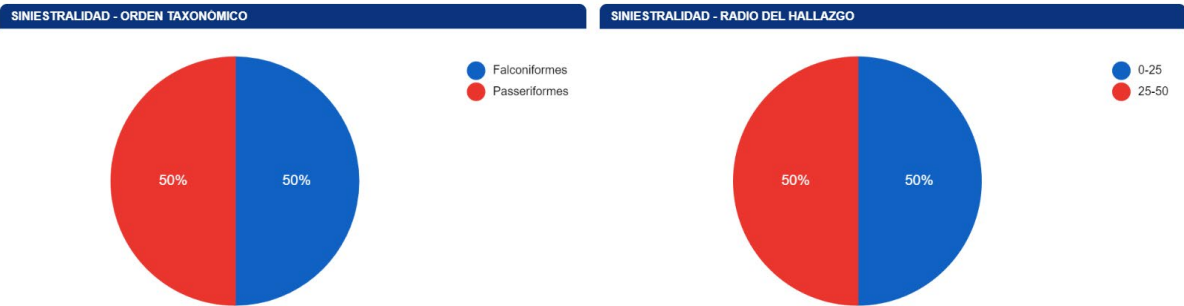 SINIESTRALIDAD - ORDEN TAXONÓMICO
Falconiformes
Passeriformes
50%
50%
SINIESTRALIDAD - RADIO DEL HALLAZGO
0-25
25-50
50%
50%